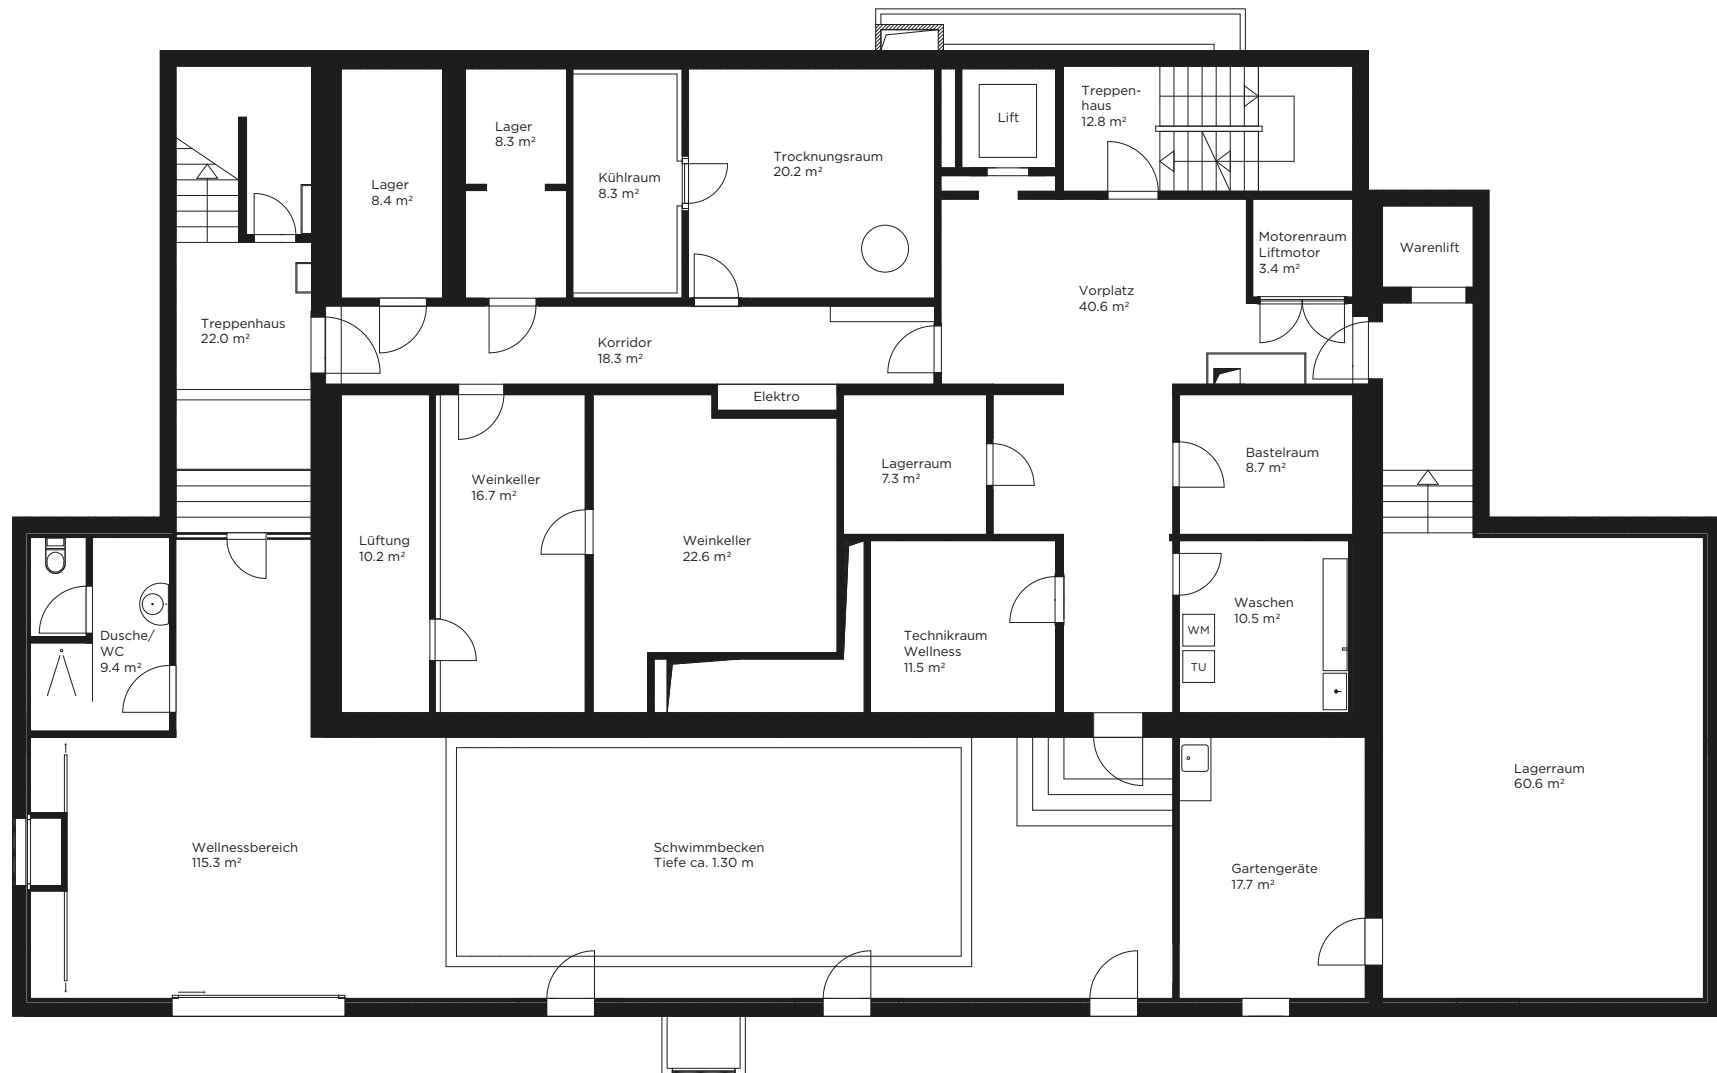 Treppen-
haus
12.8 m²
Lift
Lager
8.3 m²
Trocknungsraum
20.2 m²
Kühlraum
8.3 m²
Lager
8.4 m²
Motorenraum
Liftmotor
3.4 m²
Warenlift
Vorplatz
40.6 m²
Treppenhaus
22.0 m²
Korridor
18.3 m²
Elektro
Bastelraum
8.7 m²
Lagerraum
7.3 m²
Weinkeller
16.7 m²
Lüftung
10.2 m²
Weinkeller
22.6 m²
Waschen
10.5 m²
WM
TU
Dusche/
WC
9.4 m²
Technikraum
Wellness
11.5 m²
Lagerraum
60.6 m²
Wellnessbereich
115.3 m²
Schwimmbecken
Tiefe ca. 1.30 m
Gartengeräte
17.7 m²